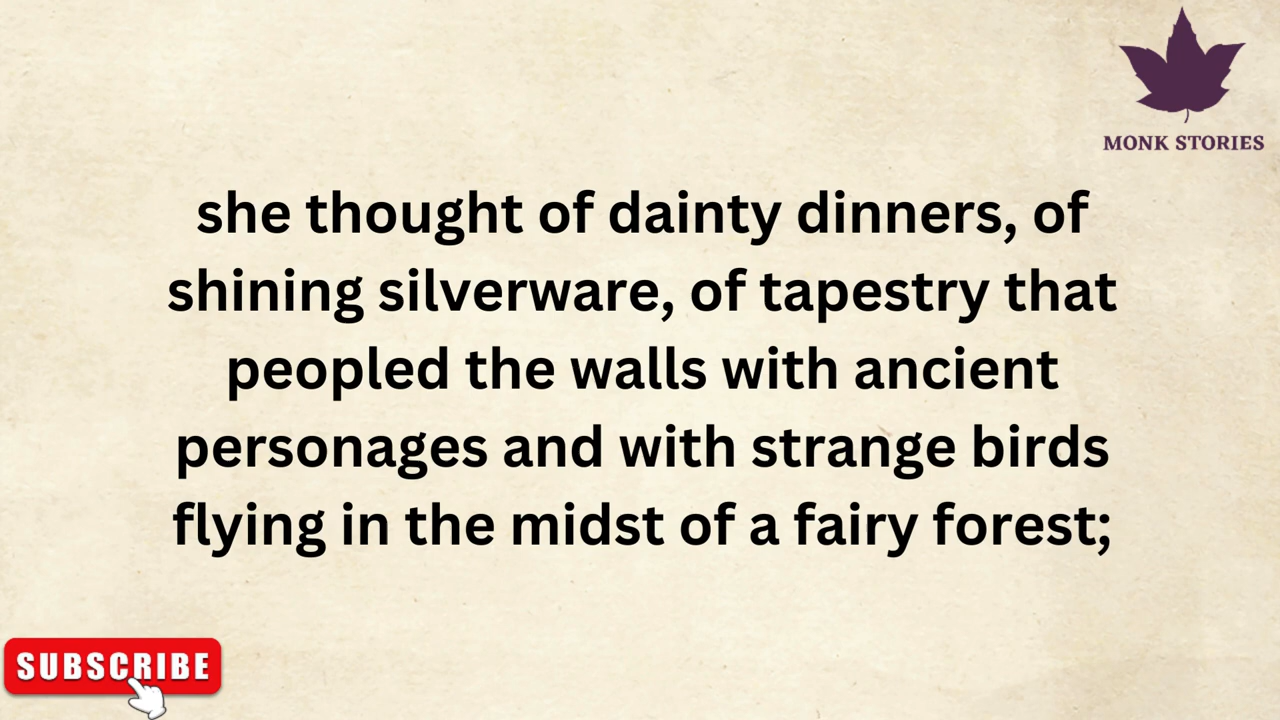 MONK STORIES
she thought of dainty dinners, of
shining silverware, of tapestry that
peopled the walls with ancient
personages and with strange birds
flying in the midst of a fairy forest;
SUBSCRIBE